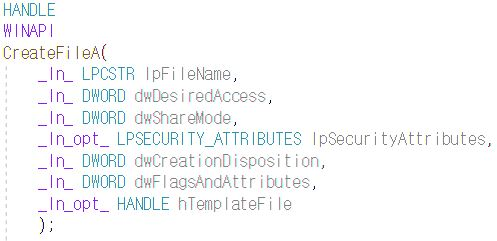 HANDLE
WINAPI
CreateFileA(
    _In_ LPCSTR lpFileName,
    _In_ DWORD dwDesiredAccess,
    _In_ DWORD dwShareMode,
    _In_opt_ LPSECURITY_ATTRIBUTES lpSecurityAttributes,
    _In_ DWORD dwCreationDisposition,
    _In_ DWORD dwFlagsAndAttributes,
    _In_opt_ HANDLE hTemplateFile
    );